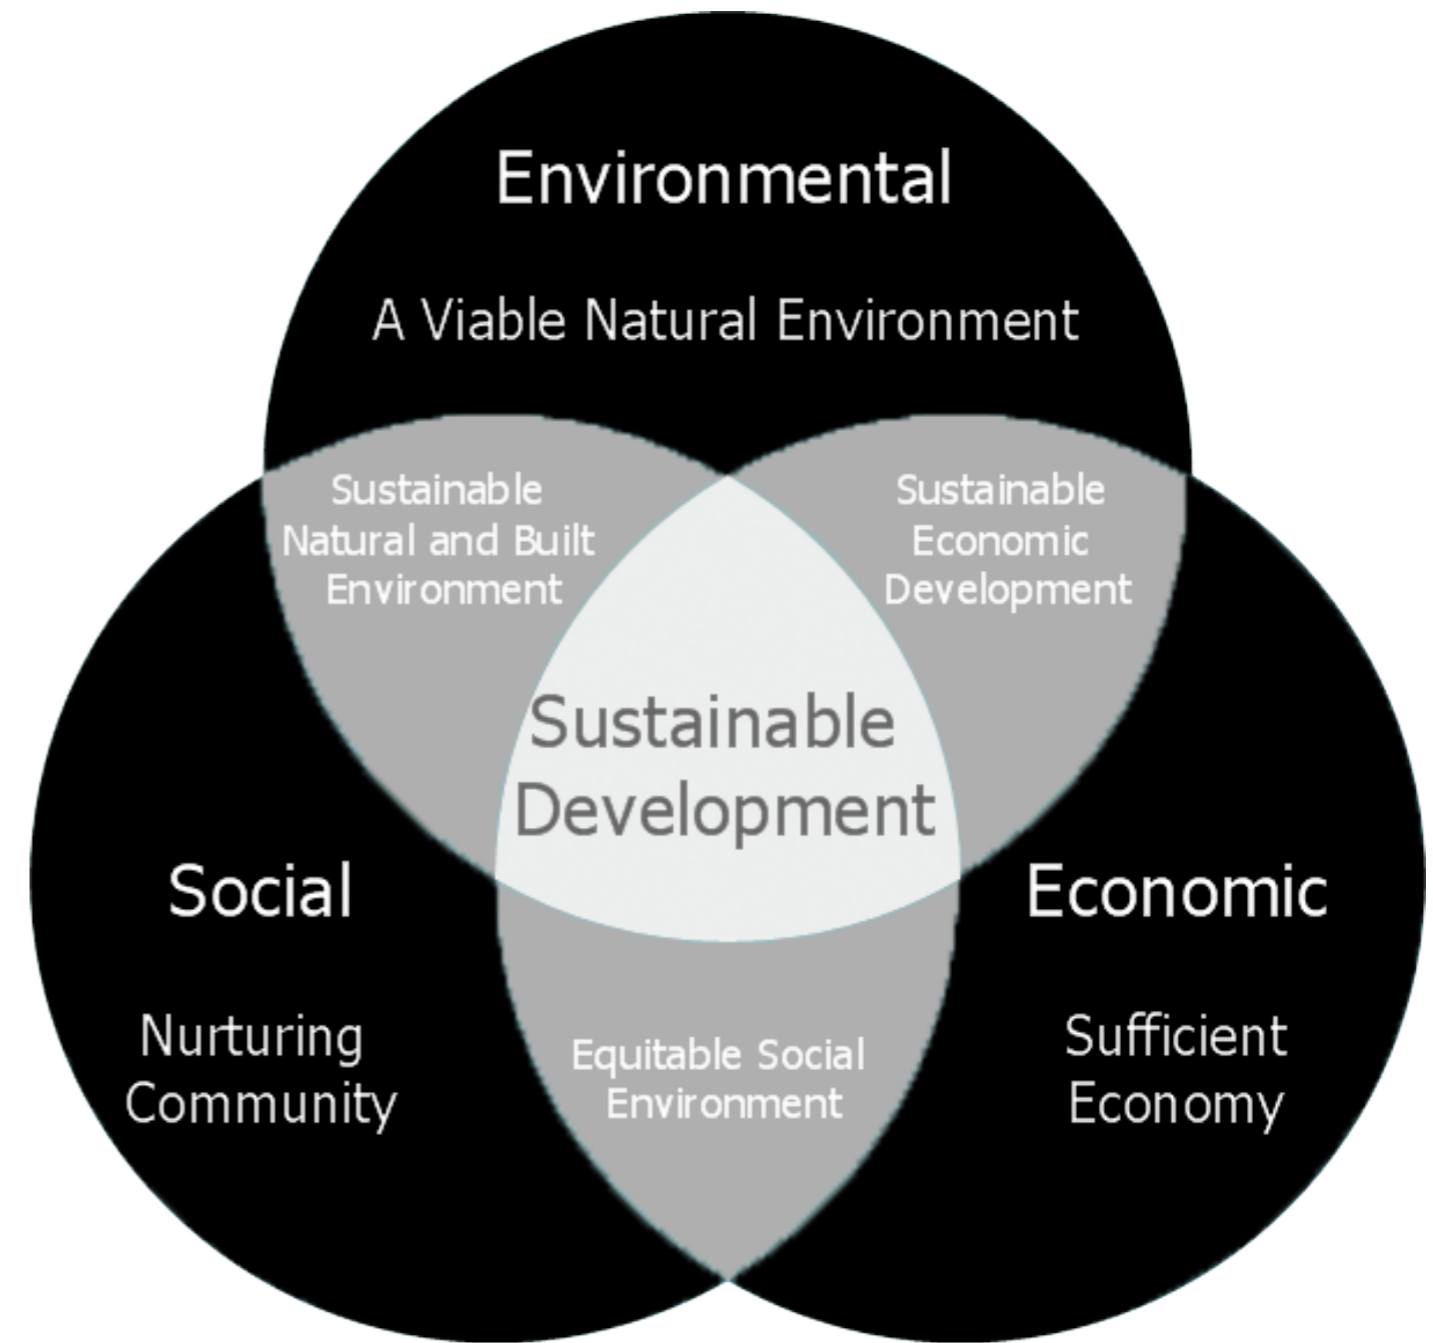 Environmental
A Viable Natural Environment
Sustainable
Natural and Built
Environment
Sustainable
Economic
Development
Sustainable
Development
Social
Nurturing
Community
Economic
Sufficient
Economy
Equitable Social
Environment